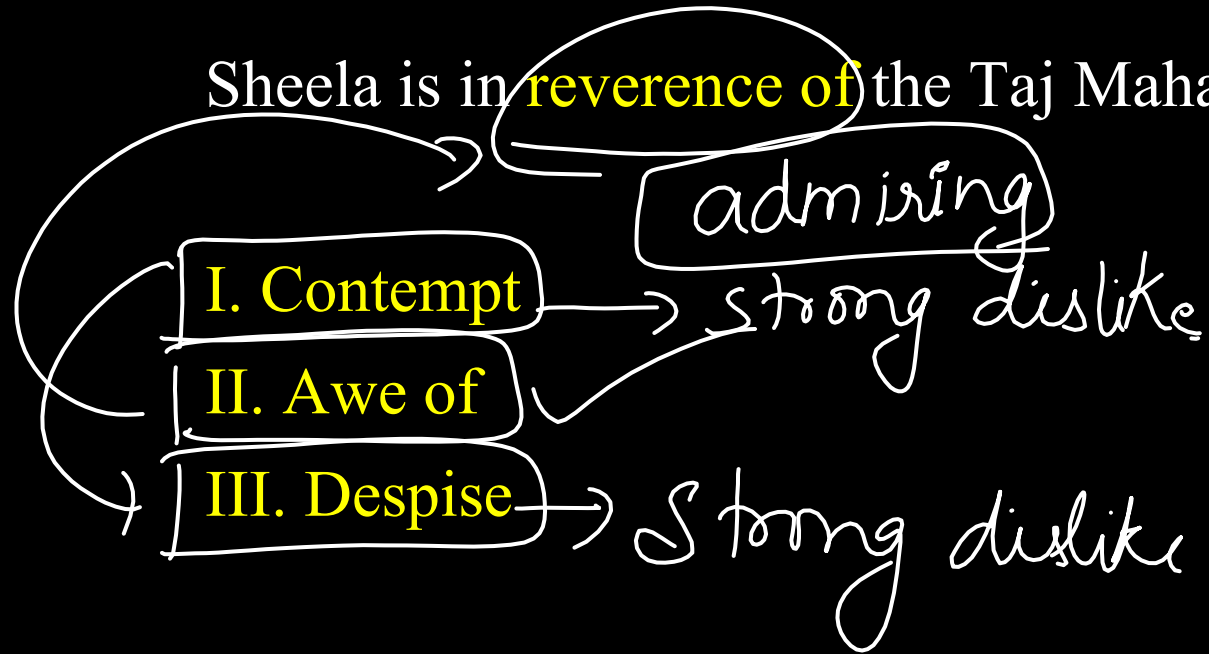 Sheela is in reverence of the Taj Maha
admiring
I. Contempt strong dislike
II. Awe of
III. Despise Strong dislike